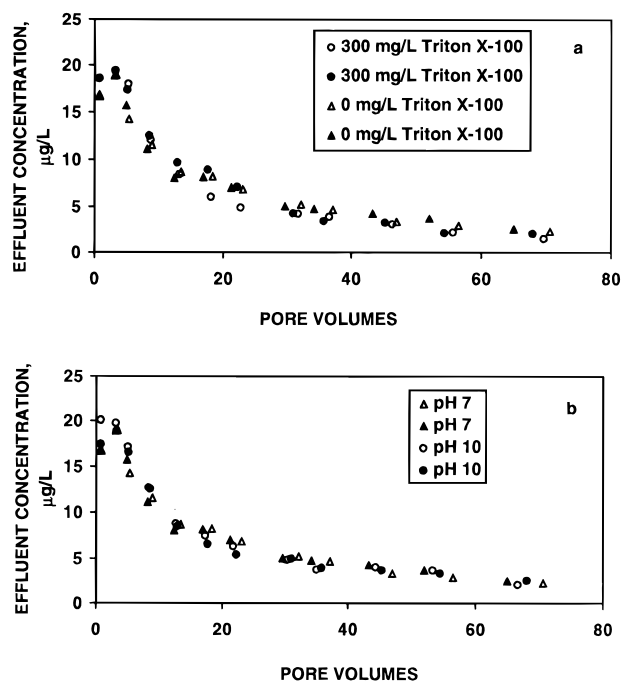 25
20
15
10
5
0
EFFLUENT CONCENTRATION,
µg/L
300 mg/L Triton X-100
300 mg/L Triton X-100
0 mg/L Triton X-100
0 mg/L Triton X-100
a
0 20 40 60 80
PORE VOLUMES
25
20
15
10
5
0
EFFLUENT CONCENTRATION,
µg/L
pH 7
pH 7
pH 10
pH 10
b
0 20 40 60 80
PORE VOLUMES